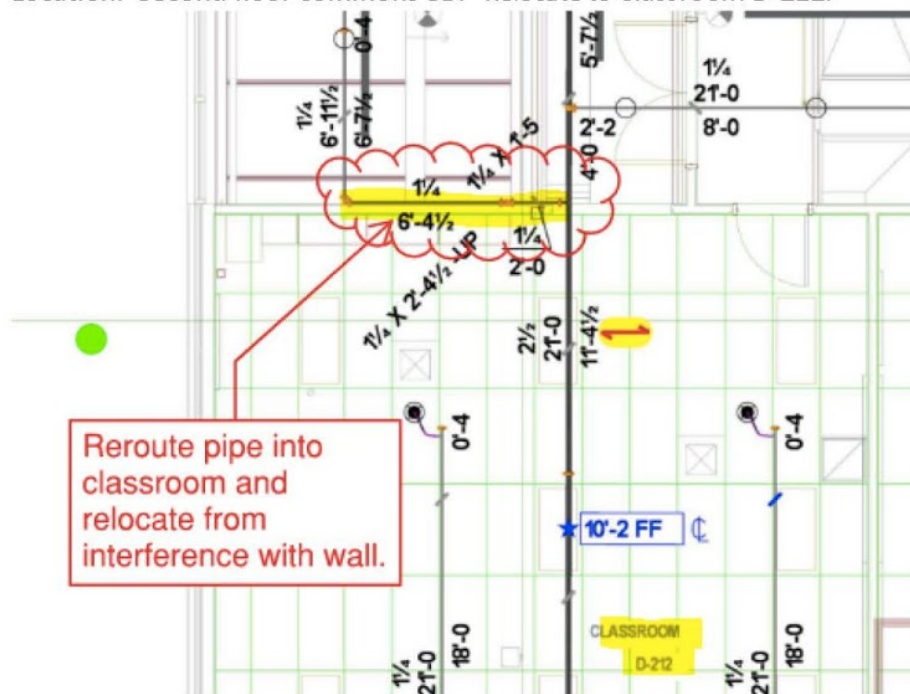 0'-4
5'-7½
1¼
6'-11½
6'-7½
1¼
21'-0
2'-2
8'-0
4'-0
1¼ X 1'-5
1¼
6'-4½
1¼
2'-0
1¼ X 2'-4½ -UP
2½
21'-0
11'-4½
1
Reroute pipe into
classroom and
relocate from
interference with wall.
0'-4
0'-4
10'-2 FF ℄
CLASSROOM
D-212
1¼
21'-0
18'-0
1¼
21'-0
18'-0